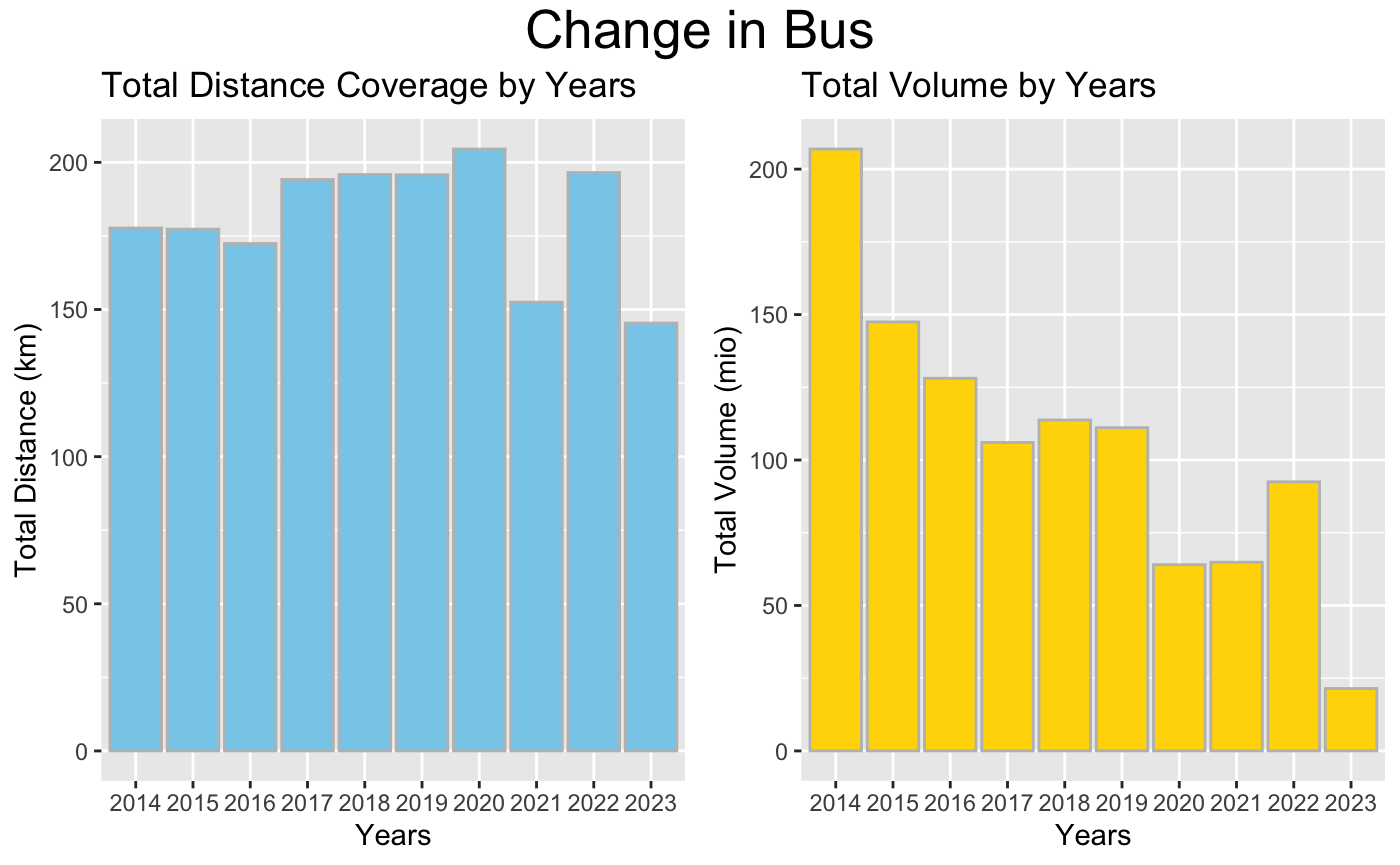 Change in Bus
Total Distance Coverage by Years
Total Distance (km)
200
150
100
50
0
2014 2015 2016 2017 2018 2019 2020 2021 2022 2023
Years
Total Volume by Years
Total Volume (mio)
200
150
100
50
0
2014 2015 2016 2017 2018 2019 2020 2021 2022 2023
Years